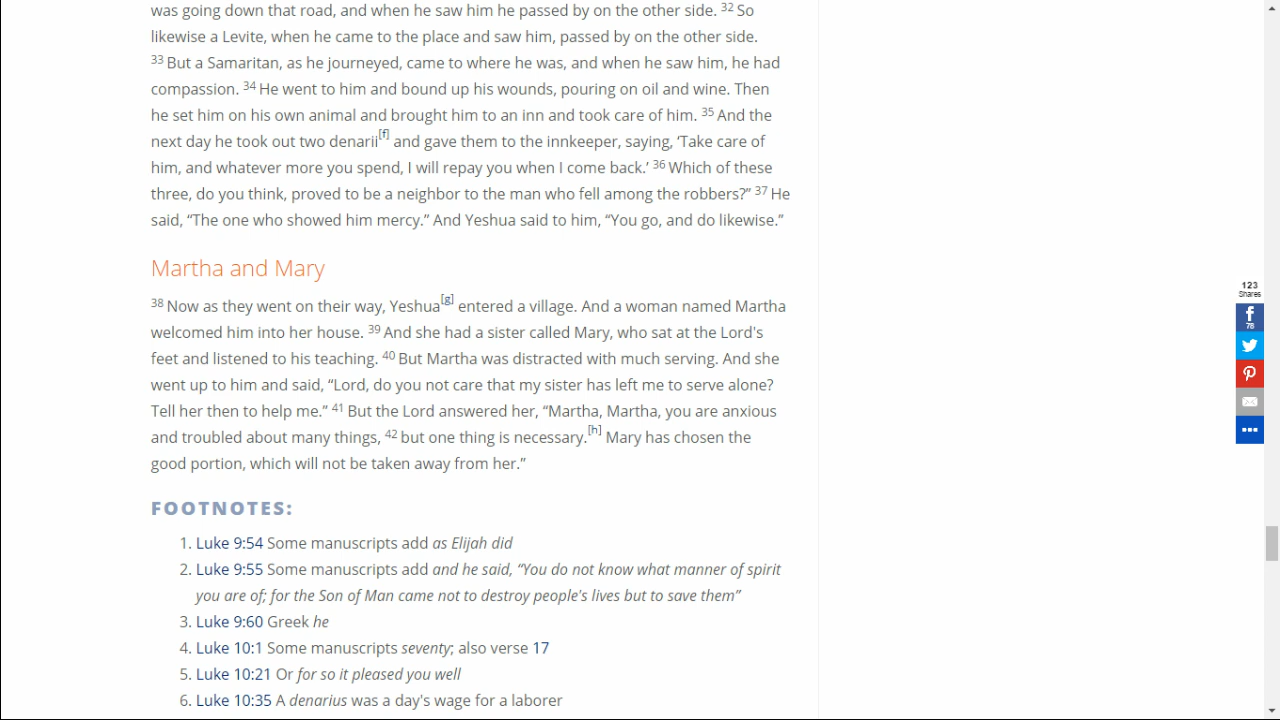 was going down that road, and when he saw him he passed by on the other side. 32 So
likewise a Levite, when he came to the place and saw him, passed by on the other side.
33 But a Samaritan, as he journeyed, came to where he was, and when he saw him, he had
compassion. 34 He went to him and bound up his wounds, pouring on oil and wine. Then
he set him on his own animal and brought him to an inn and took care of him. 35 And the
next day he took out two denarii[f] and gave them to the innkeeper, saying, ‘Take care of
him, and whatever more you spend, I will repay you when I come back.’ 36 Which of these
three, do you think, proved to be a neighbor to the man who fell among the robbers?” 37 He
said, “The one who showed him mercy.” And Yeshua said to him, “You go, and do likewise.”
Martha and Mary
38 Now as they went on their way, Yeshua[g] entered a village. And a woman named Martha
welcomed him into her house. 39 And she had a sister called Mary, who sat at the Lord's
feet and listened to his teaching. 40 But Martha was distracted with much serving. And she
went up to him and said, “Lord, do you not care that my sister has left me to serve alone?
Tell her then to help me.” 41 But the Lord answered her, “Martha, Martha, you are anxious
and troubled about many things, 42 but one thing is necessary.[h] Mary has chosen the
good portion, which will not be taken away from her.”
FOOTNOTES:
1. Luke 9:54 Some manuscripts add as Elijah did
2. Luke 9:55 Some manuscripts add and he said, “You do not know what manner of spirit
you are of; for the Son of Man came not to destroy people's lives but to save them”
3. Luke 9:60 Greek he
4. Luke 10:1 Some manuscripts seventy; also verse 17
5. Luke 10:21 Or for so it pleased you well
6. Luke 10:35 A denarius was a day's wage for a laborer
123
Shares
78